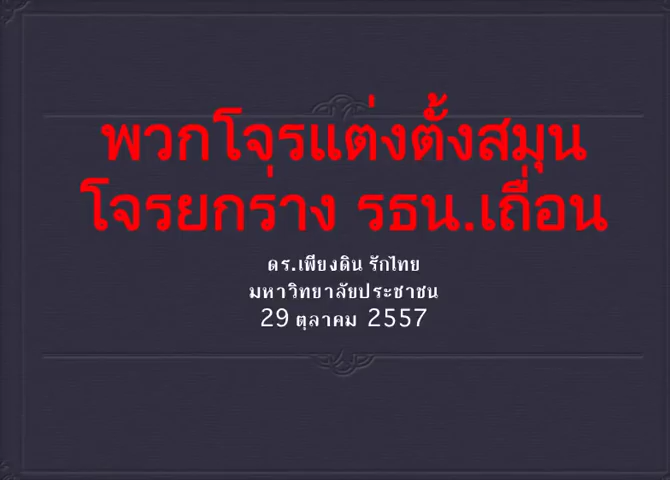 พวกโจรแต่งตั้งสมุน
โจรยกร่าง รธน.เถื่อน
ดร.เพียงดิน รักไทย
มหาวิทยาลัยประชาชน
29 ตุลาคม 2557